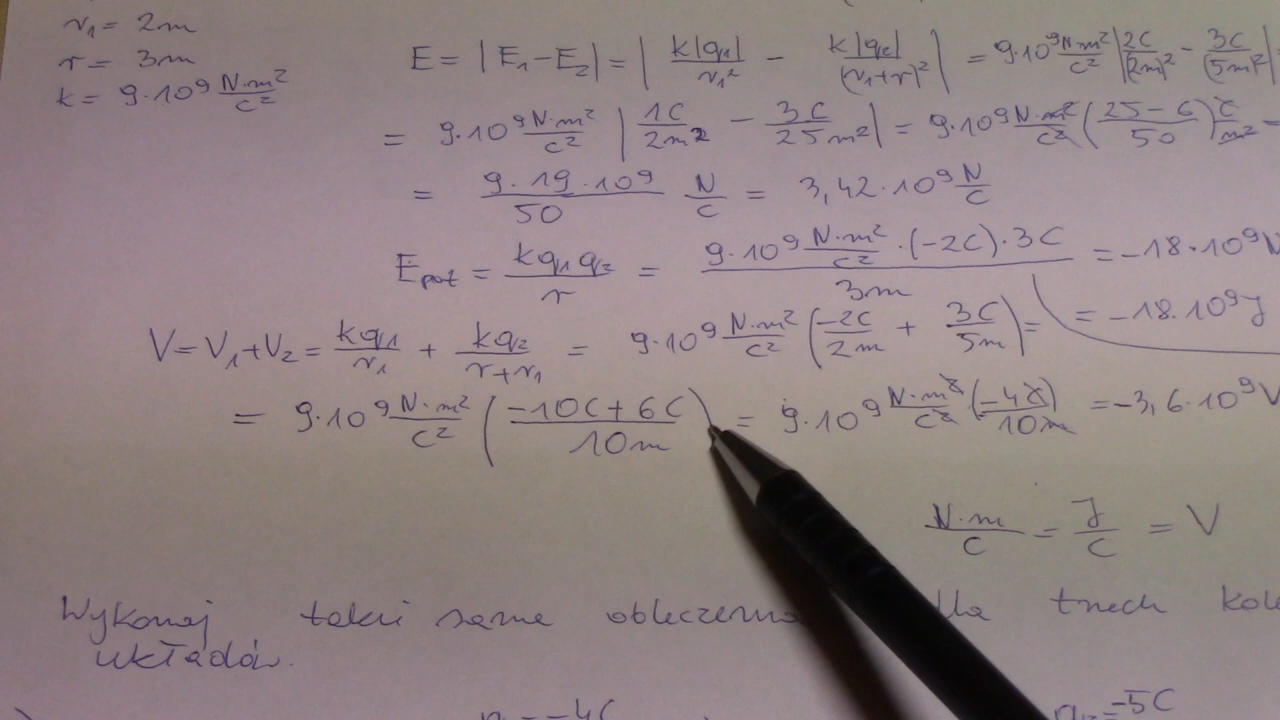 r₁ = 2m
r = 3m
k = 9·10⁹ N·m²/C²
E = |E₁-E₂| = | k|q₁|/r₁² - k|q₂|/(r₁+r)² | = 9·10⁹ N·m²/C² | 2C/(2m)² - 3C/(5m)² |
= 9·10⁹ N·m²/C² | 1C/2m² - 3C/25m² | = 9·10⁹ N·m²/C² ( 25-6/50 ) C/m² =
= 9·19·10⁹/50 N/C = 3,42·10⁹ N/C
Epot = kq₁q₂/r = 9·10⁹ N·m²/C² ·(-2C)·3C/3m = -18·10⁹ N
= -18·10⁹ J
V = V₁+V₂ = kq₁/r₁ + kq₂/r+r₁ = 9·10⁹ N·m²/C² ( -2C/2m + 3C/5m ) =
= 9·10⁹ N·m²/C² ( -10C+6C/10m ) = 9·10⁹ N·m²/C² ( -4C/10m ) = -3,6·10⁹ V
N·m/C = J/C = V
Wykonaj takie same dla trzech
układów.
-4C -5C